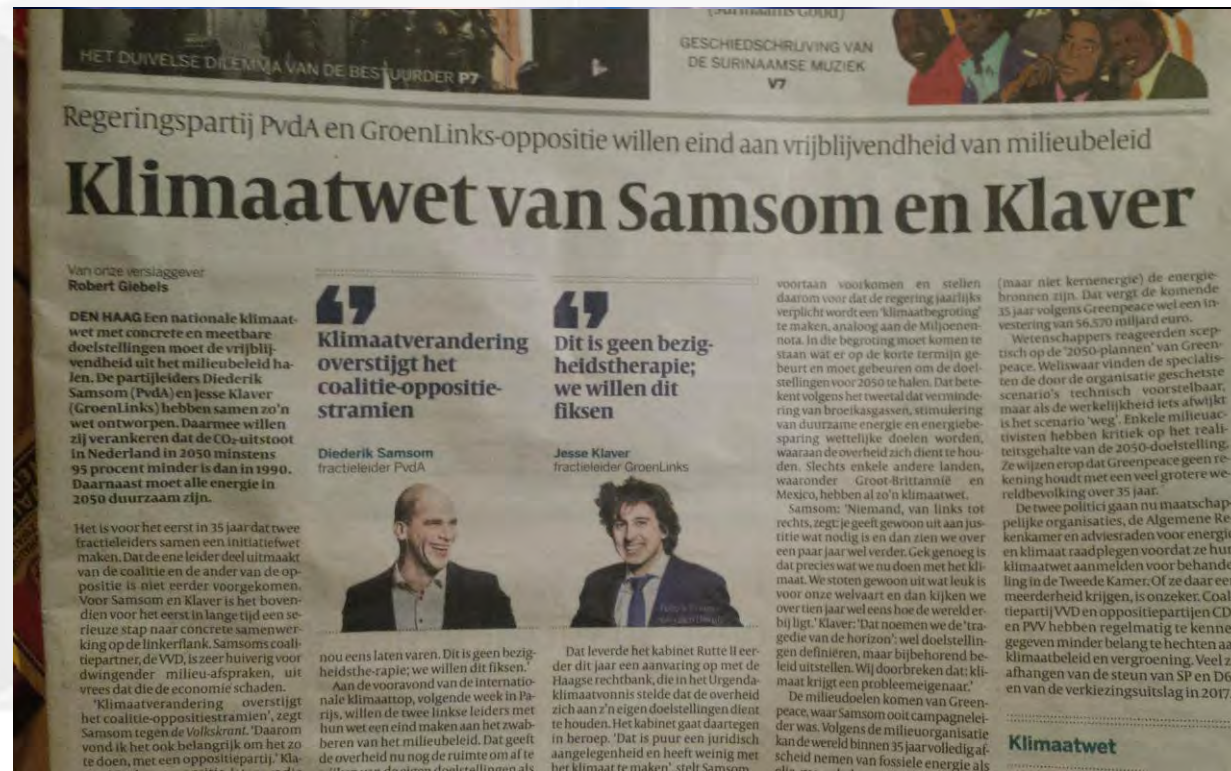 HET DUIVELSE DILEMMA VAN DE BESTUURDER P7
(Surinaams Goud)
GESCHIEDSCHRIJVING VAN
DE SURINAAMSE MUZIEK
V7
Regeringspartij PvdA en GroenLinks-oppositie willen eind aan vrijblijvendheid van milieubeleid
Klimaatwet van Samsom en Klaver
Van onze verslaggever
Robert Giebels
DEN HAAG Een nationale klimaat-
wet met concrete en meetbare
doelstellingen moet de vrijblij-
vendheid uit het milieubeleid ha-
len. De partijleiders Diederik
Samsom (PvdA) en Jesse Klaver
(GroenLinks) hebben samen zo'n
wet ontworpen. Daarmee willen
zij verankeren dat de CO₂-uitstoot
in Nederland in 2050 minstens
95 procent minder is dan in 1990.
Daarnaast moet alle energie in
2050 duurzaam zijn.
Het is voor het eerst in 35 jaar dat twee
fractieleiders samen een initiatiefwet
maken. Dat de ene leider deel uitmaakt
van de coalitie en de ander van de op-
positie is niet eerder voorgekomen.
Voor Samsom en Klaver is het boven-
dien voor het eerst in lange tijd een se-
rieuze stap naar concrete samenwer-
king op de linkerflank. Samsoms coali-
tiepartner, de VVD, is zeer huiverig voor
dwingender milieu-afspraken, uit
vrees dat die de economie schaden.
'Klimaatverandering overstijgt
het coalitie-oppositiestramien', zegt
Samsom tegen de Volkskrant. 'Daarom
vond ik het ook belangrijk om het zo
te doen, met een oppositiepartij.' Kla-
Klimaatverandering
overstijgt het
coalitie-oppositie-
stramien
Diederik Samsom
fractieleider PvdA
nou eens laten varen. Dit is geen bezig-
heidsthe-rapie; we willen dit fiksen.'
Aan de vooravond van de internatio-
nale klimaattop, volgende week in Pa-
rijs, willen de twee linkse leiders met
hun wet een eind maken aan het zwab-
beren van het milieubeleid. Dat geeft
de overheid nu nog de ruimte om af te
Dit is geen bezig-
heidstherapie;
we willen dit
fiksen
Jesse Klaver
fractieleider GroenLinks
Dat leverde het kabinet Rutte II eer-
der dit jaar een aanvaring op met de
Haagse rechtbank, die in het Urgenda-
klimaatvonnis stelde dat de overheid
zich aan z'n eigen doelstellingen dient
te houden. Het kabinet gaat daartegen
in beroep. 'Dat is puur een juridisch
aangelegenheid en heeft weinig met
het klimaat te maken', stelt Samsom
voortaan voorkomen en stellen
daarom voor dat de regering jaarlijks
verplicht wordt een 'klimaatbegroting'
te maken, analoog aan de Miljoenen-
nota. In die begroting moet komen te
staan wat er op de korte termijn ge-
beurt en moet gebeuren om de doel-
stellingen voor 2050 te halen. Dat bete-
kent volgens het tweetal dat verminde-
ring van broeikasgassen, stimulering
van duurzame energie en energiebe-
sparing wettelijke doelen worden,
waaraan de overheid zich dient te hou-
den. Slechts enkele andere landen,
waaronder Groot-Brittannië en
Mexico, hebben al zo'n klimaatwet.
Samsom: 'Niemand, van links tot
rechts, zegt: je geeft gewoon uit aan jus-
titie wat nodig is en dan zien we over
een paar jaar wel verder. Gek genoeg is
dat precies wat we nu doen met het kli-
maat. We stoten gewoon uit wat leuk is
voor onze welvaart en dan kijken we
over tien jaar wel eens hoe de wereld er-
bij ligt.' Klaver: 'Dat noemen we de 'tra-
gedie van de horizon': wel doelstellin-
gen definiëren, maar bijbehorend be-
leid uitstellen. Wij doorbreken dat: kli-
maat krijgt een probleemeigenaar.'
De milieudoelen komen van Green-
peace, waar Samsom ooit campagnelei-
der was. Volgens de milieuorganisatie
kan de wereld binnen 35 jaar volledig af-
scheid nemen van fossiele energie als
(maar niet kernenergie) de energie-
bronnen zijn. Dat vergt de komende
35 jaar volgens Greenpeace wel een in-
vestering van 56.570 miljard euro.
Wetenschappers reageerden scep-
tisch op de '2050-plannen' van Green-
peace. Weliswaar vinden de specialis-
ten de door de organisatie geschetste
scenario's technisch voorstelbaar,
maar als de werkelijkheid iets afwijkt
is het scenario 'weg'. Enkele milieuac-
tivisten hebben kritiek op het reali-
teitsgehalte van de 2050-doelstelling.
Ze wijzen erop dat Greenpeace geen re-
kening houdt met een veel grotere we-
reldbevolking over 35 jaar.
De twee politici gaan nu maatschap-
pelijke organisaties, de Algemene Re-
kenkamer en adviesraden voor energie
en klimaat raadplegen voordat ze hun
klimaatwet aanmelden voor behande-
ling in de Tweede Kamer. Of ze daar ee
meerderheid krijgen, is onzeker. Coal
tiepartij VVD en oppositiepartijen CD
en PVV hebben regelmatig te kenne
gegeven minder belang te hechten aa
klimaatbeleid en vergroening. Veel z
afhangen van de steun van SP en D6
en van de verkiezingsuitslag in 2017
Klimaatwet